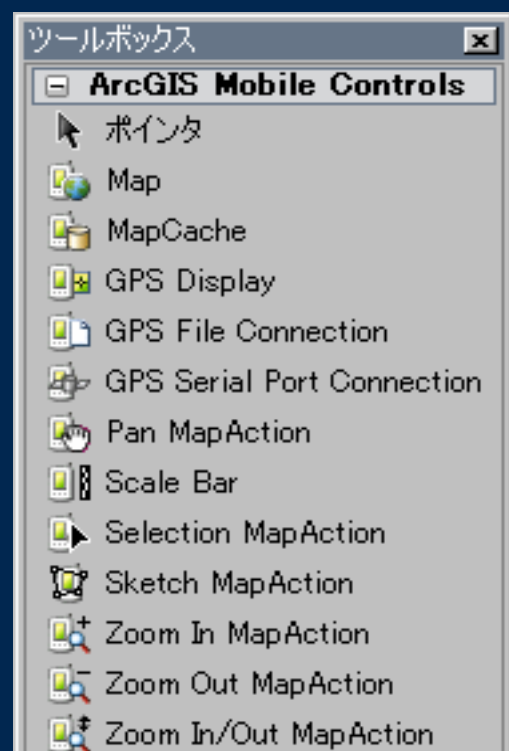 ツールボックス
ArcGIS Mobile Controls
ポインタ
Map
MapCache
GPS Display
GPS File Connection
GPS Serial Port Connection
Pan MapAction
Scale Bar
Selection MapAction
Sketch MapAction
Zoom In MapAction
Zoom Out MapAction
Zoom In/Out MapAction